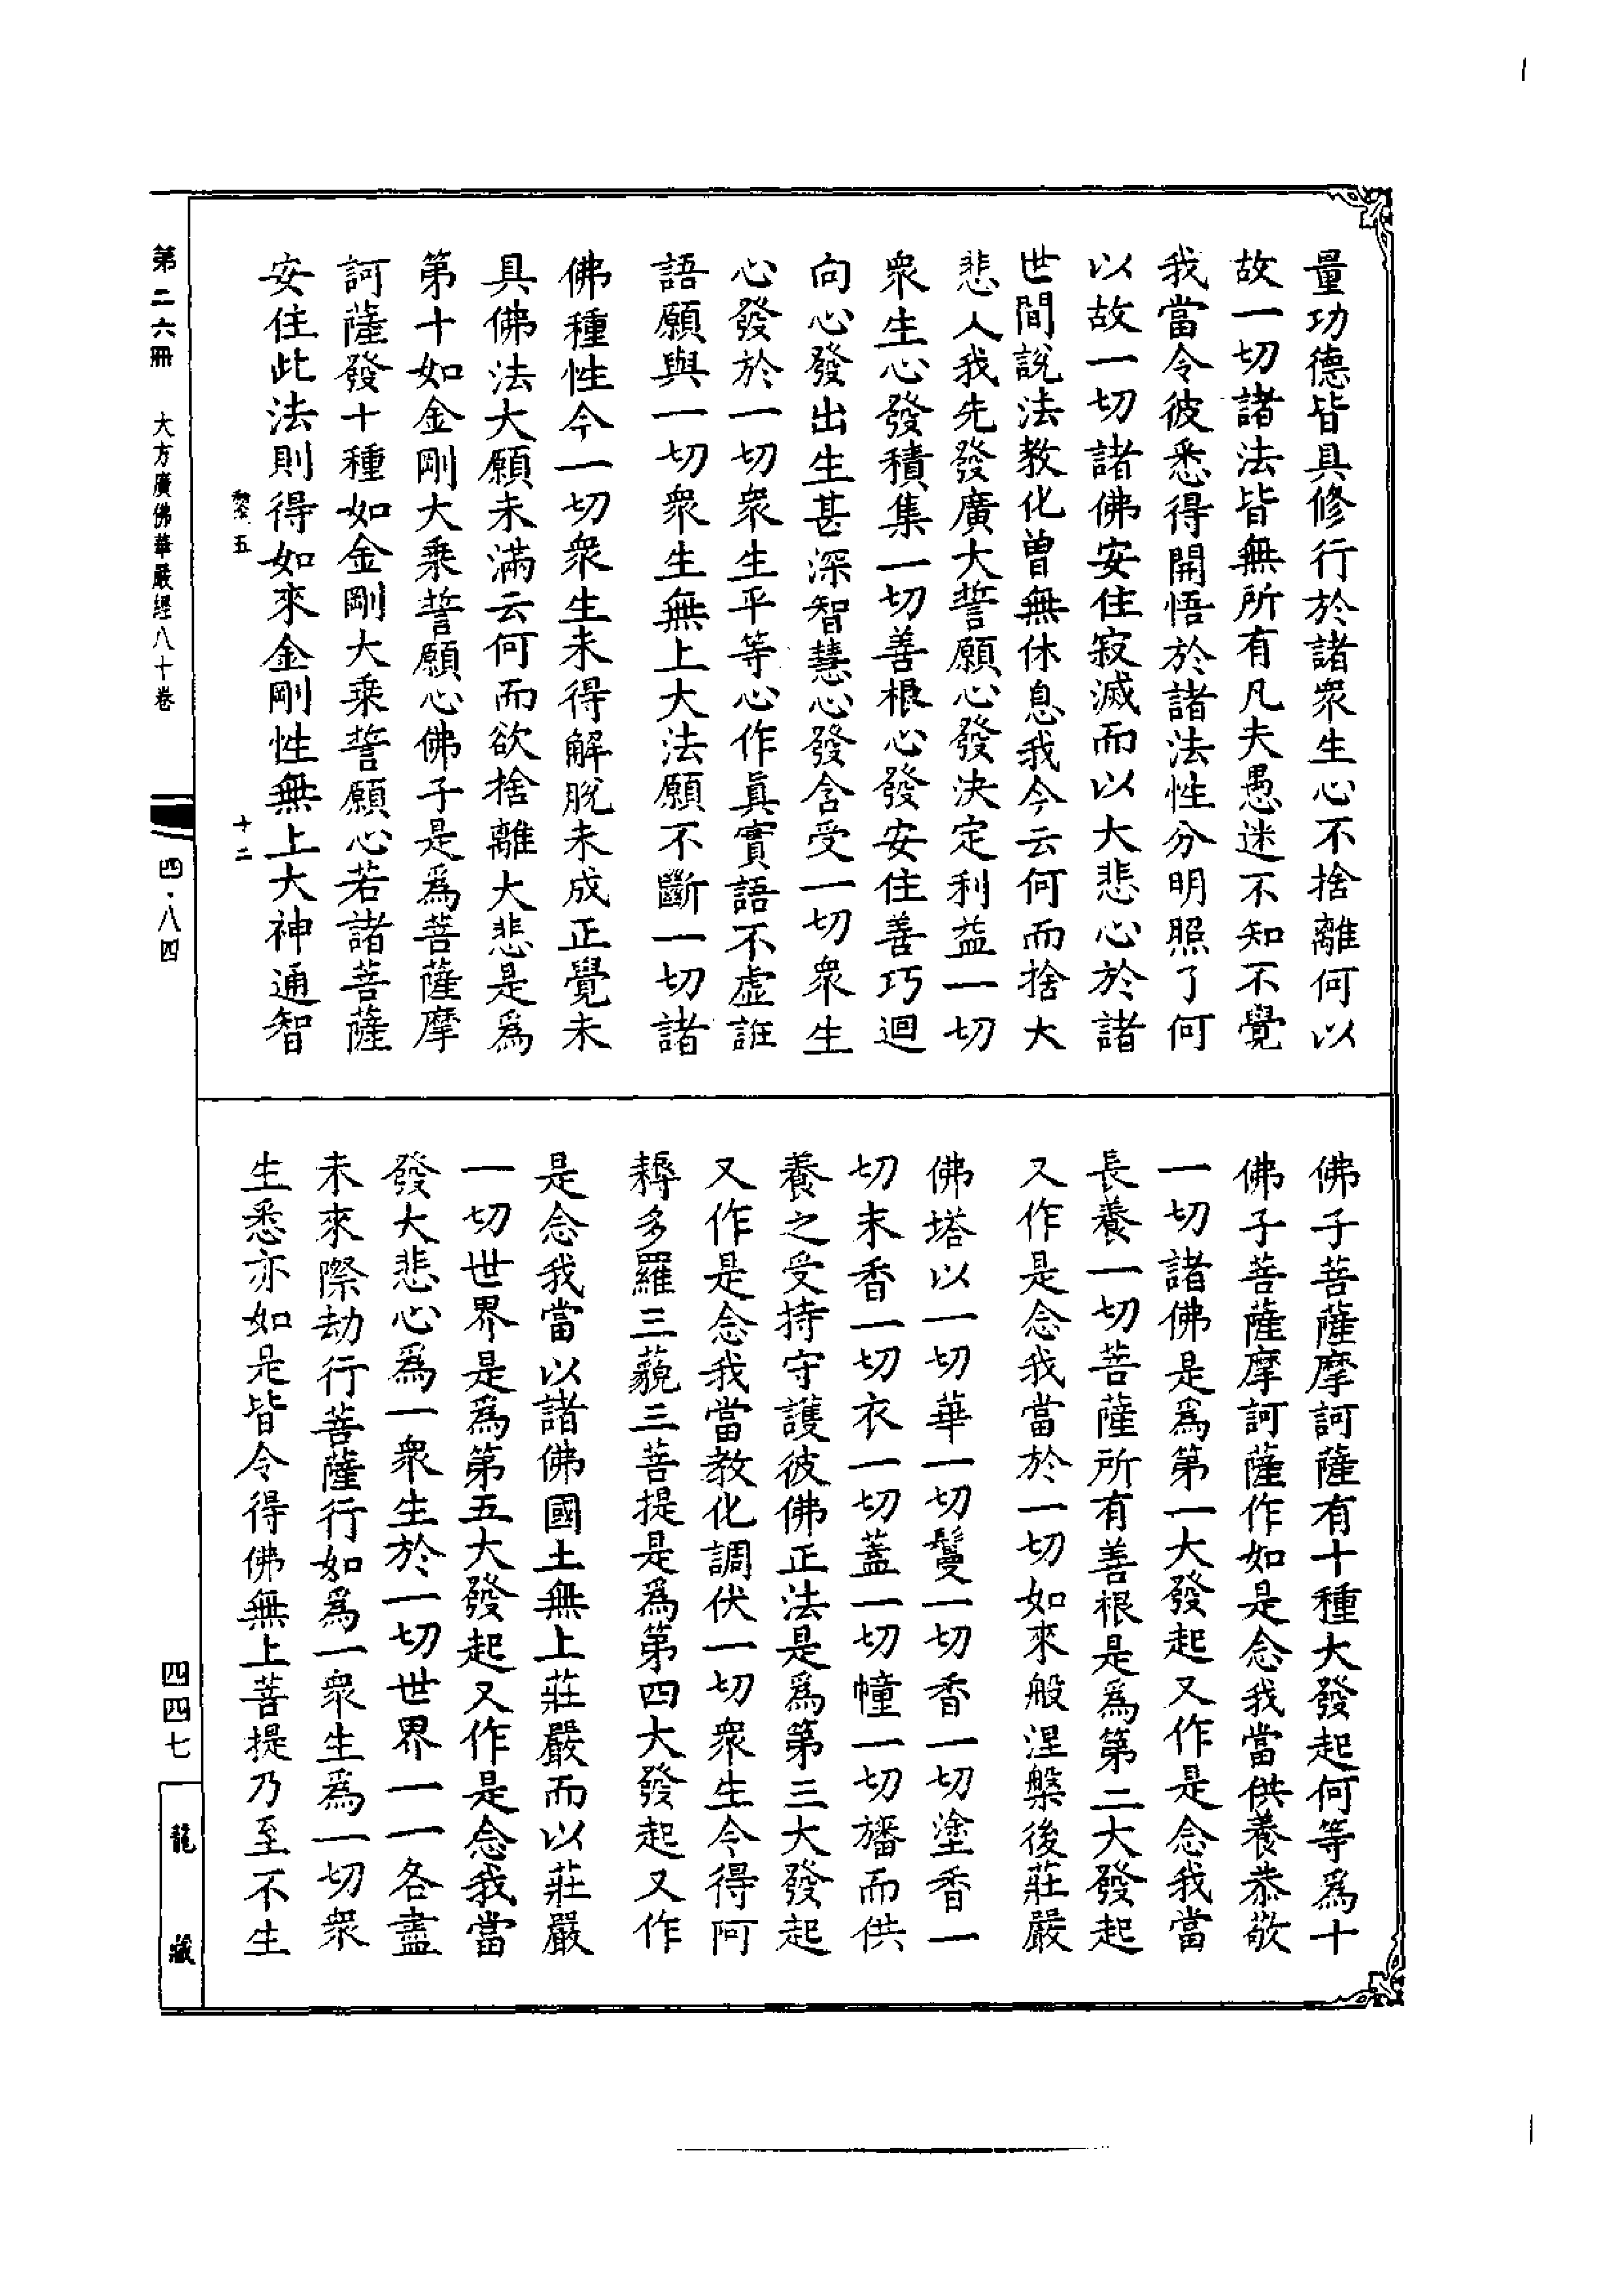 量功德皆具修行於諸衆生心不捨離何以
故一切諸法皆無所有凡夫愚迷不知不覺
我當令彼悉得開悟於諸法性分明照了何
以故一切諸佛安住寂滅而以大悲心於諸
世間說法教化曾無休息我今云何而捨大
悲人我先發廣大誓願心發決定利益一切
衆生心發積集一切善根心發安住善巧迴
向心發出生甚深智慧心發含受一切衆生
心發於一切衆生平等心作眞實語不虛誑
語願與一切衆生無上大法願不斷一切諸
佛種性今一切衆生未得解脫未成正覺未
具佛法大願未滿云何而欲捨離大悲是爲
第十如金剛大乘誓願心佛子是爲菩薩摩
訶薩發十種如金剛大乘誓願心若諸菩薩
安住此法則得如來金剛性無上大神通智
五
十二
佛子菩薩摩訶薩有十種大發起何等爲十
佛子菩薩摩訶薩作如是念我當供養恭敬
一切諸佛是爲第一大發起又作是念我當
長養一切菩薩所有善根是爲第二大發起
又作是念我當於一切如來般涅槃後莊嚴
佛塔以一切華一切鬘一切香一切塗香一
切末香一切衣一切蓋一切幢一切旛而供
養之受持守護彼佛正法是爲第三大發起
又作是念我當教化調伏一切衆生令得阿
耨多羅三藐三菩提是爲第四大發起又作
是念我當以諸佛國土無上莊嚴而以莊嚴
一切世界是爲第五大發起又作是念我當
發大悲心爲一衆生於一切世界一一各盡
未來際劫行菩薩行如爲一衆生爲一切衆
生悉亦如是皆令得佛無上菩提乃至不生
第二六冊 大方廣佛華嚴經八十卷
四·八四
四四七
龍藏